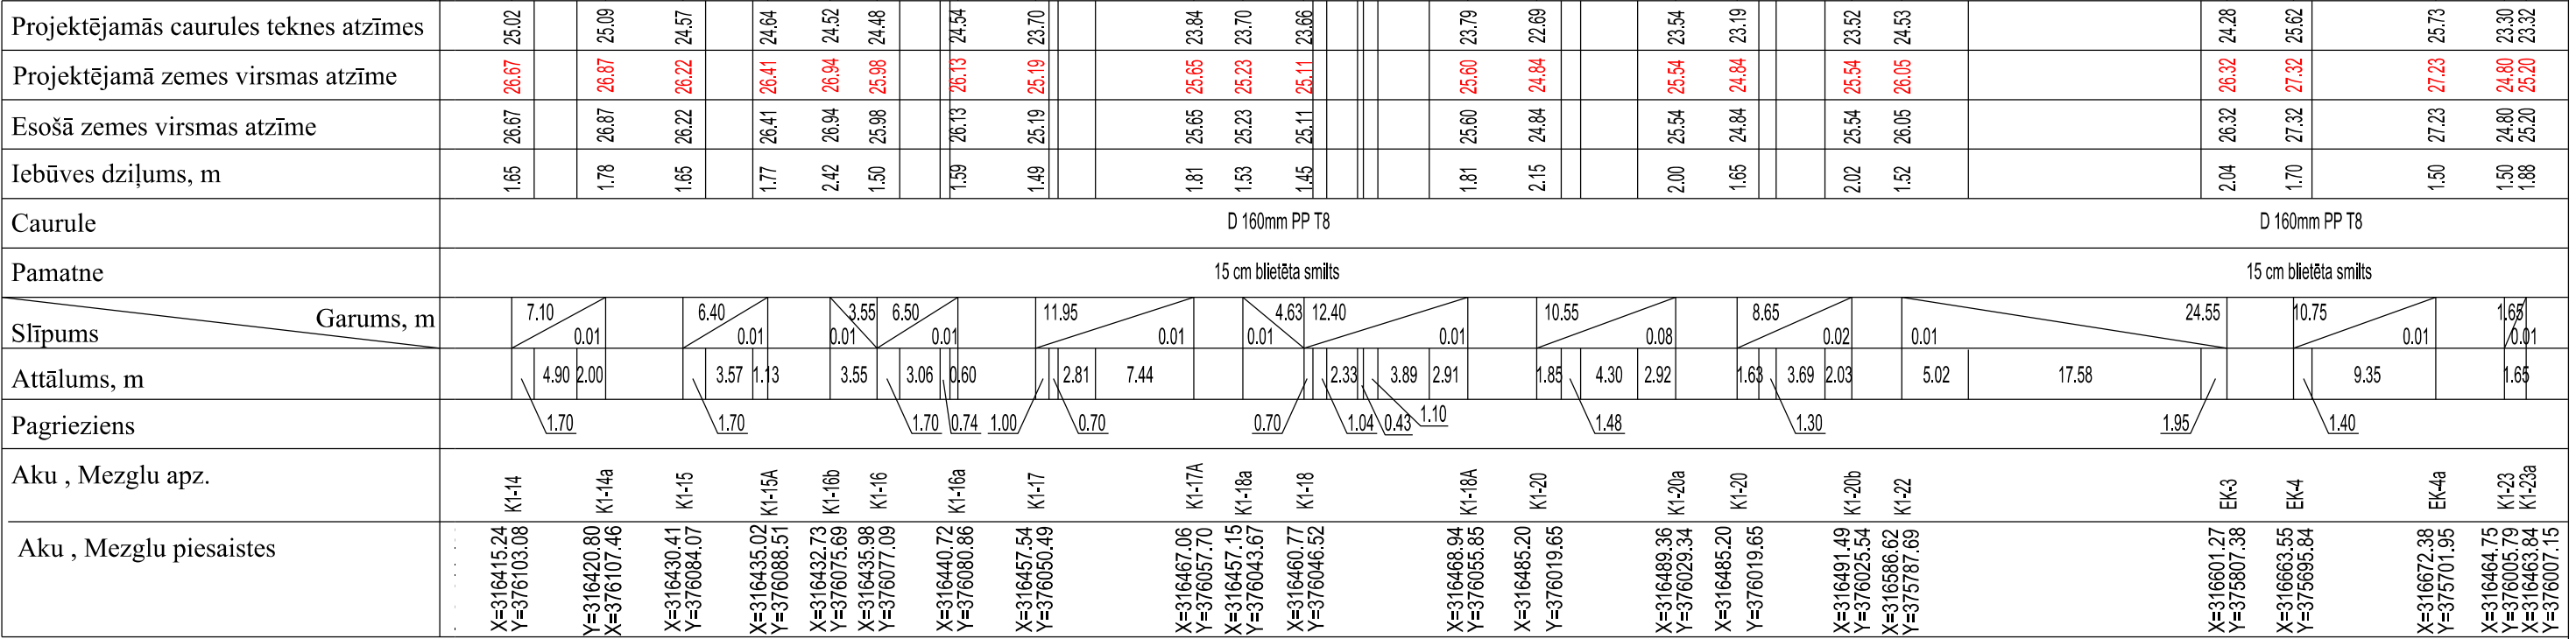 Projektējamās caurules teknes atzīmes 25.02 25.09 24.57 24.64 24.52 24.48 24.54 23.70 23.84 23.70 23.66 23.79 22.69 23.54 23.19 23.52 24.53 24.28 25.62 25.73 23.30 23.32
Projektējamā zemes virsmas atzīme 26.67 26.87 26.22 26.41 26.94 25.98 26.13 25.19 25.65 25.23 25.11 25.60 24.84 25.54 24.84 25.54 26.05 26.32 27.32 27.23 24.80 25.20
Esošā zemes virsmas atzīme 26.67 26.87 26.22 26.41 26.94 25.98 26.13 25.19 25.65 25.23 25.11 25.60 24.84 25.54 24.84 25.54 26.05 26.32 27.32 27.23 24.80 25.20
Iebūves dziļums, m 1.65 1.78 1.65 1.77 2.42 1.50 1.59 1.49 1.81 1.53 1.45 1.81 2.15 2.00 1.65 2.02 1.52 2.04 1.70 1.50 1.50 1.88
Caurule D 160mm PP T8 D 160mm PP T8
Pamatne 15 cm blietēta smilts 15 cm blietēta smilts
Garums, m 7.10 6.40 3.55 6.50 11.95 4.63 12.40 10.55 8.65 24.55 10.75 1.65
Slīpums 0.01 0.01 0.01 0.01 0.01 0.01 0.01 0.08 0.02 0.01 0.01 0.01
Attālums, m 4.90 2.00 3.57 1.13 3.55 3.06 0.60 2.81 7.44 2.33 3.89 2.91 1.85 4.30 2.92 1.63 3.69 2.03 5.02 17.58 9.35 1.65
Pagrieziens 1.70 1.70 1.70 0.74 1.00 0.70 0.70 1.04 0.43 1.10 1.48 1.30 1.95 1.40
Aku , Mezglu apz. K1-14 K1-14a K1-15 K1-15A K1-16b K1-16 K1-16a K1-17 K1-17A K1-18a K1-18 K1-18A K1-20 K1-20a K1-20 K1-20b K1-22 EK-3 EK-4 EK-4a K1-23 K1-23a
Aku , Mezglu piesaistes
X=316415.24
Y=376103.08
Y=316420.80
X=376107.46
X=316430.41
Y=376084.07
X=316435.02
Y=376088.51
X=316432.73
Y=376075.69
X=316435.98
Y=376077.09
X=316440.72
Y=376080.86
X=316457.54
Y=376050.49
X=316467.06
Y=376057.70
X=316457.15
Y=376043.67
X=316460.77
Y=376046.52
X=316468.94
Y=376055.85
X=316485.20
Y=376019.65
X=316489.36
Y=376029.34
X=316485.20
Y=376019.65
X=316491.49
Y=376025.54
X=316586.62
Y=375787.69
X=316601.27
Y=375807.38
X=316663.55
Y=375695.84
X=316672.38
Y=375701.95
X=316464.75
Y=376005.79
X=316463.84
Y=376007.15